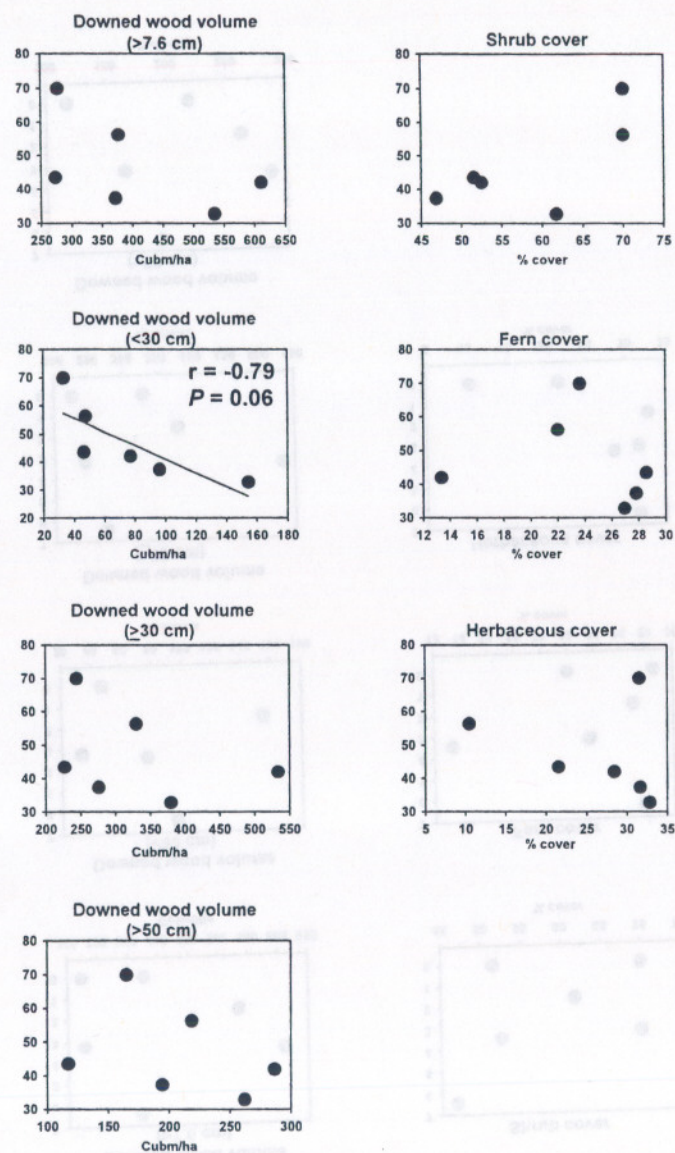 Downed wood volume
(>7.6 cm)
80
70
60
50
40
30
250 300 350 400 450 500 550 600 650
Cubm/ha
Shrub cover
80
70
60
50
40
30
45 50 55 60 65 70 75
% cover
Downed wood volume
(<30 cm)
80
70
60
50
40
30
20
r = -0.79
P = 0.06
20 40 60 80 100 120 140 160 180
Cubm/ha
Fern cover
80
70
60
50
40
30
12 14 16 18 20 22 24 26 28 30
% cover
Downed wood volume
(≥30 cm)
80
70
60
50
40
30
200 250 300 350 400 450 500 550
Cubm/ha
Herbaceous cover
80
70
60
50
40
30
5 10 15 20 25 30 35
% cover
Downed wood volume
(>50 cm)
80
70
60
50
40
30
100 200 300
Cubm/ha